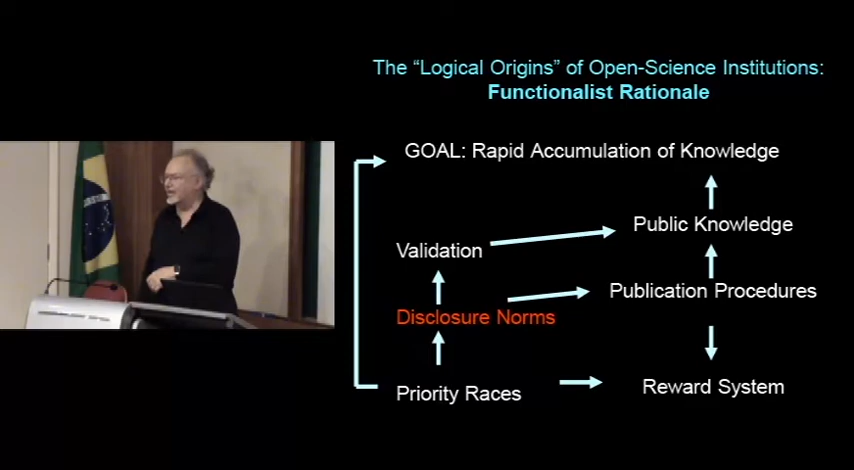 The “Logical Origins” of Open-Science Institutions:
Functionalist Rationale
GOAL: Rapid Accumulation of Knowledge
Public Knowledge
Validation
Publication Procedures
Disclosure Norms
Reward System
Priority Races